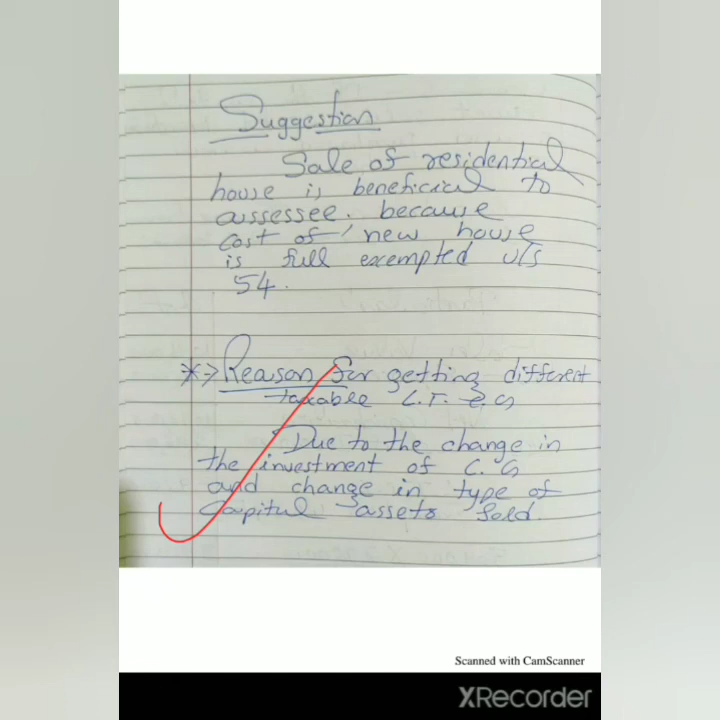 Suggestion
Sale of residential
house is beneficial to
assessee. because
cost of new house
is full exempted u/s
54.
*⇒ Reason for getting different
taxable L.T.C.G
Due to the change in
the investment of C.G
and change in type of
Capital assets sold.
Scanned with CamScanner
XRecorder